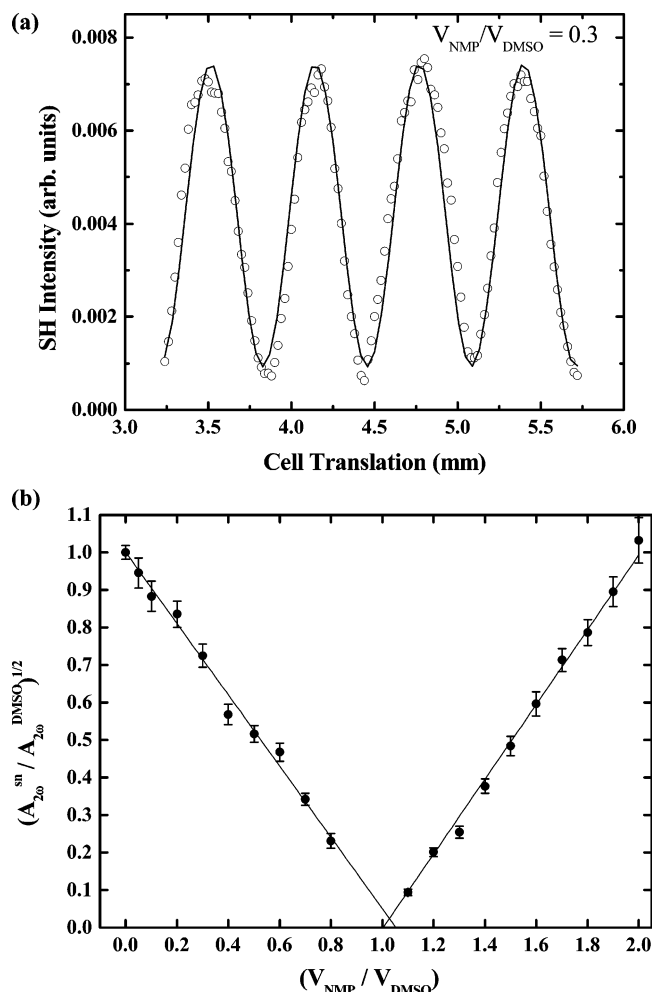 (a)
V_NMP/V_DMSO = 0.3
0.008
0.006
0.004
0.002
0.000
SH Intensity (arb. units)
3.0 3.5 4.0 4.5 5.0 5.5 6.0
Cell Translation (mm)
(b)
1.1
1.0
0.9
0.8
0.7
0.6
0.5
0.4
0.3
0.2
0.1
0.0
(A_2ω^sn / A_2ω^DMSO)^1/2
0.0 0.2 0.4 0.6 0.8 1.0 1.2 1.4 1.6 1.8 2.0
(V_NMP / V_DMSO)